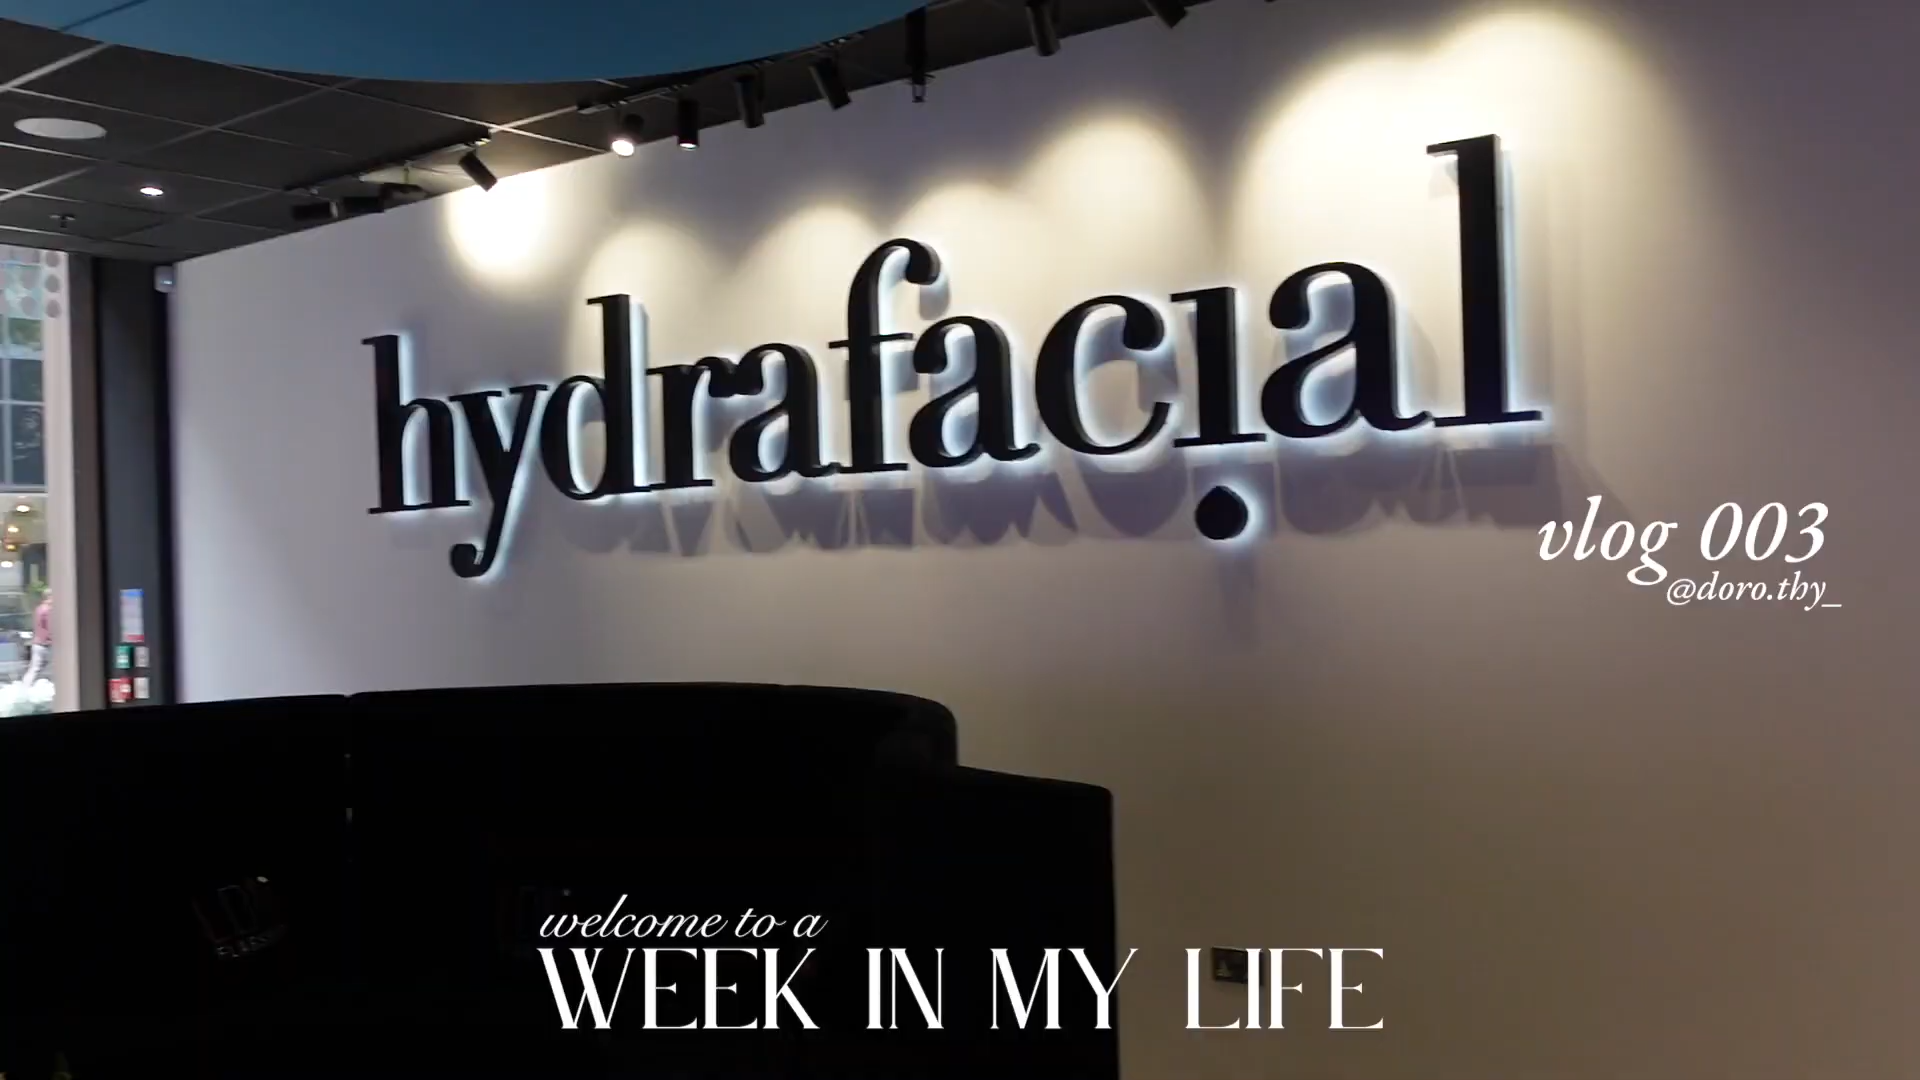 hydrafacial
vlog 003
@doro.thy_
welcome to a
WEEK IN MY LIFE